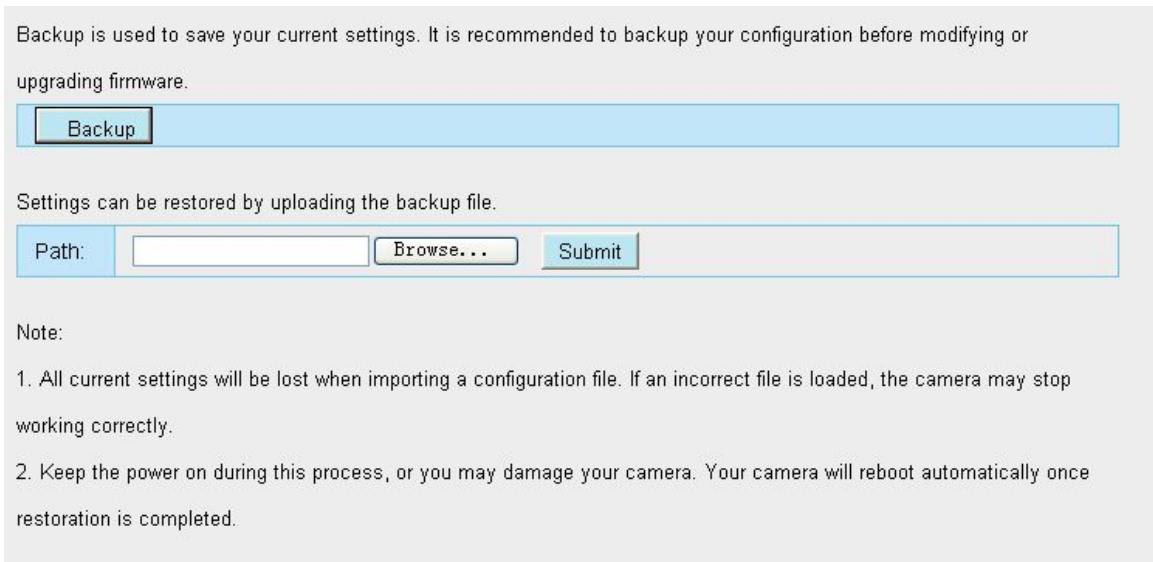 Backup is used to save your current settings. It is recommended to backup your configuration before modifying or
upgrading firmware.
Backup
Settings can be restored by uploading the backup file.
Path: Browse... Submit
Note:
1. All current settings will be lost when importing a configuration file. If an incorrect file is loaded, the camera may stop
working correctly.
2. Keep the power on during this process, or you may damage your camera. Your camera will reboot automatically once
restoration is completed.